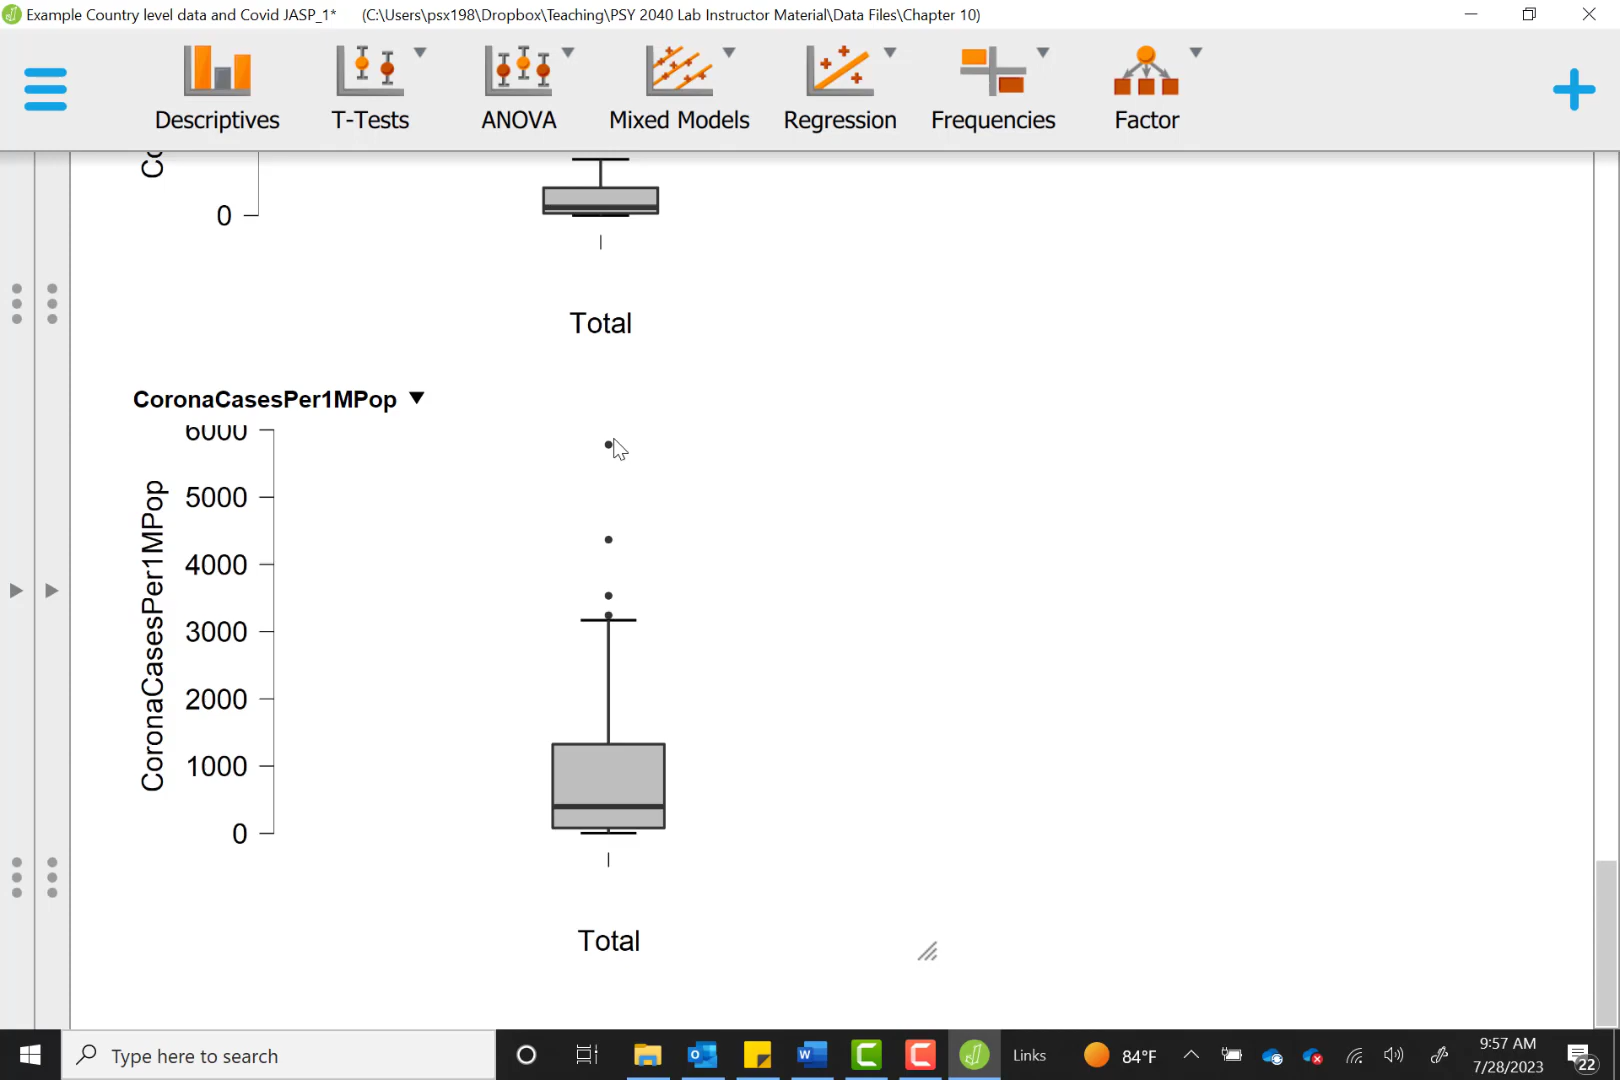 Example Country level data and Covid JASP_1* (C:\Users\psx198\Dropbox\Teaching\PSY 2040 Lab Instructor Material\Data Files\Chapter 10)
Descriptives T-Tests ANOVA Mixed Models Regression Frequencies Factor
0
Total
CoronaCasesPer1MPop
6000
5000
4000
3000
2000
1000
0
CoronaCasesPer1MPop
Total
Type here to search
Links
84°F
9:57 AM
7/28/2023
22